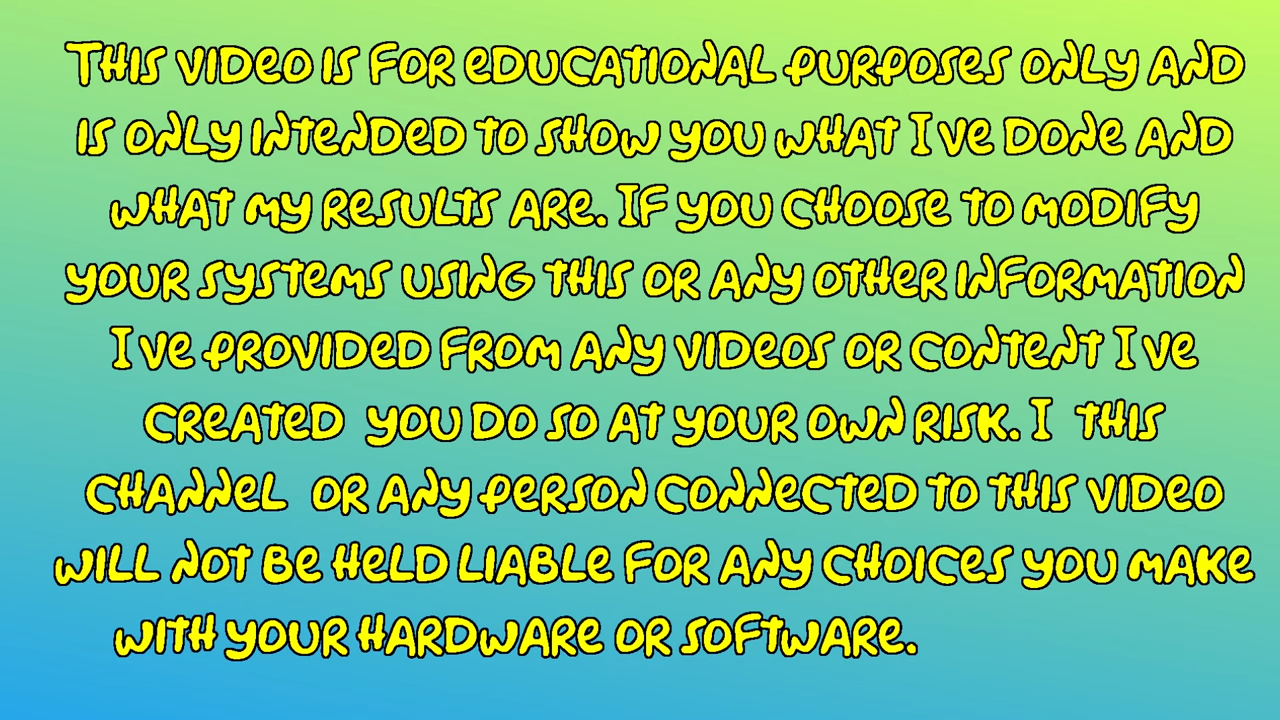 This video is for educational purposes only and
is only intended to show you what I ve done and
what my results are. If you choose to modify
your systems using this or any other information
I ve provided from any videos or content I ve
created you do so at your own risk. I this
channel or any person connected to this video
will not be held liable for any choices you make
with your hardware or software.